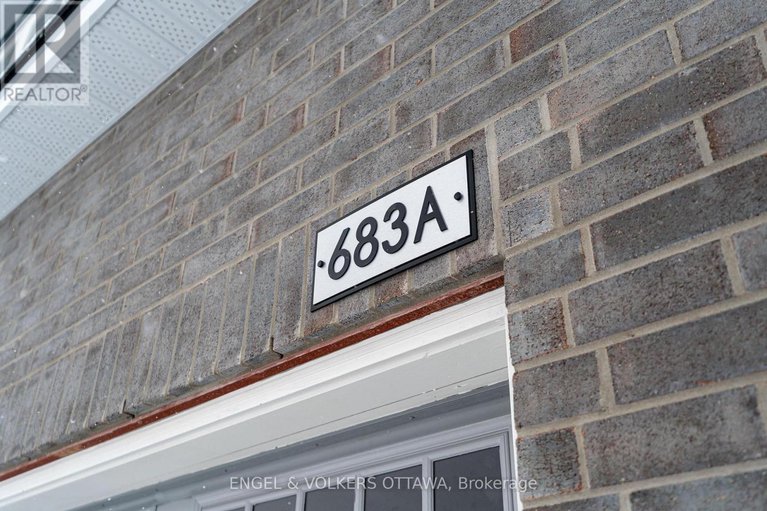 REALTOR®
683A
ENGEL & VOLKERS OTTAWA, Brokerage